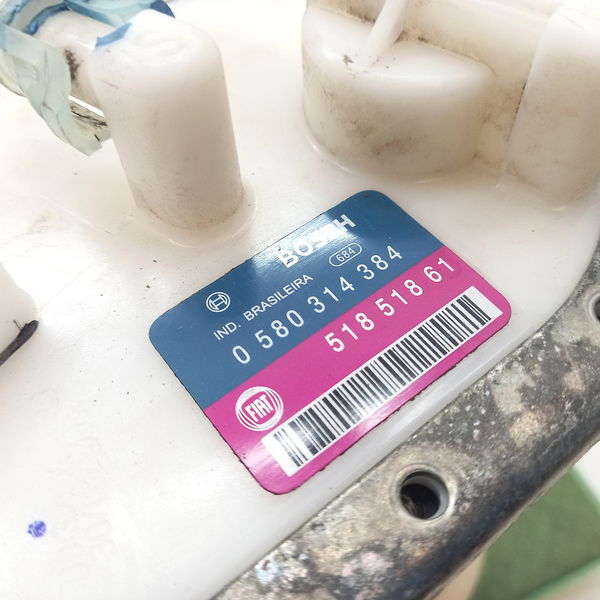 BOSCH
684
IND. BRASILEIRA
0 580 314 384
518 518 61
FIAT